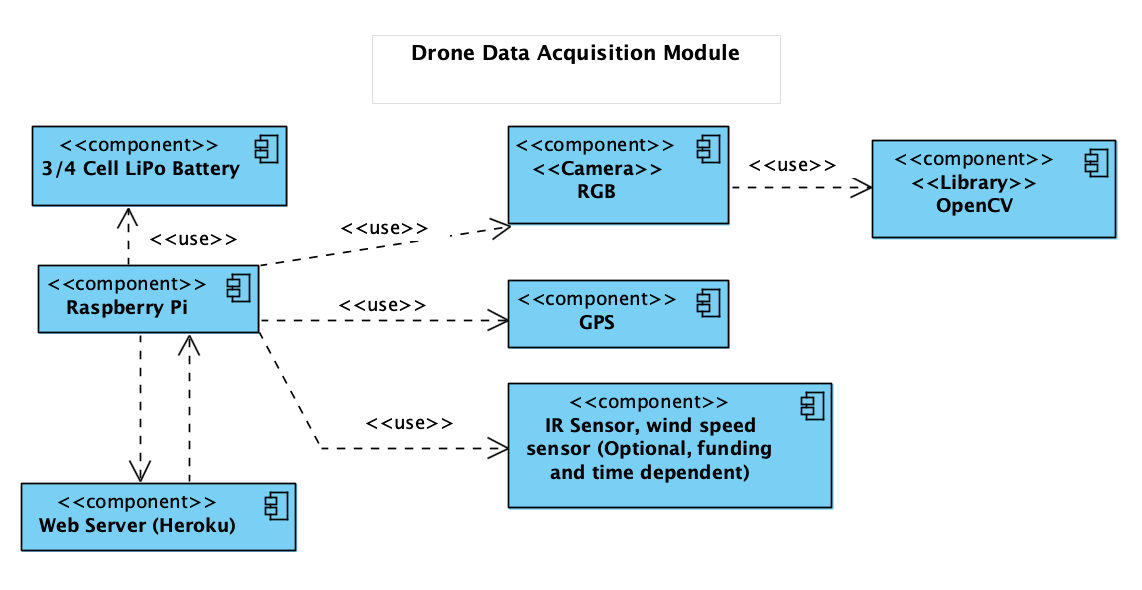 Drone Data Acquisition Module
<<component>>
3/4 Cell LiPo Battery
<<component>>
<<Camera>>
RGB
<<use>>
<<component>>
<<Library>>
OpenCV
<<use>>
<<use>>
<<component>>
Raspberry Pi
<<use>>
<<component>>
GPS
<<use>>
<<component>>
IR Sensor, wind speed
sensor (Optional, funding
and time dependent)
<<component>>
Web Server (Heroku)